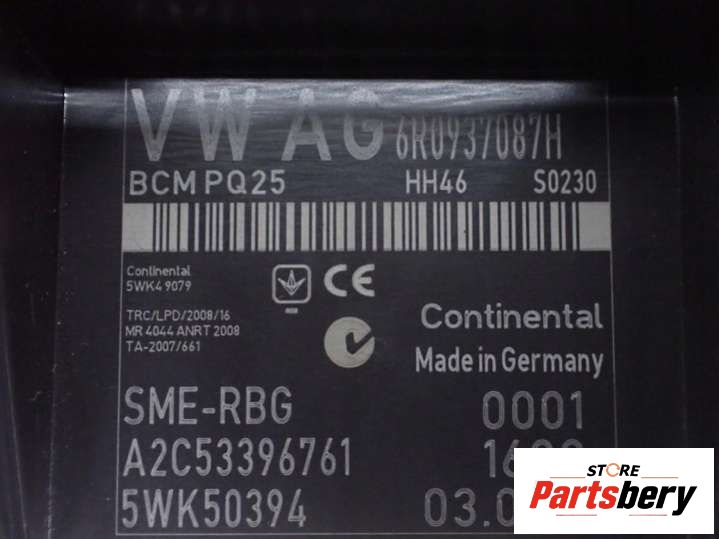 VW AG 6R0937087H
BCM PQ25 HH46 S0230
Continental
5WK4 9079
CE
TRC/LPD/2008/16
MR 4044 ANRT 2008
TA-2007/661
Continental
Made in Germany
SME-RBG 0001
A2C53396761
5WK50394
STORE
Partsbery